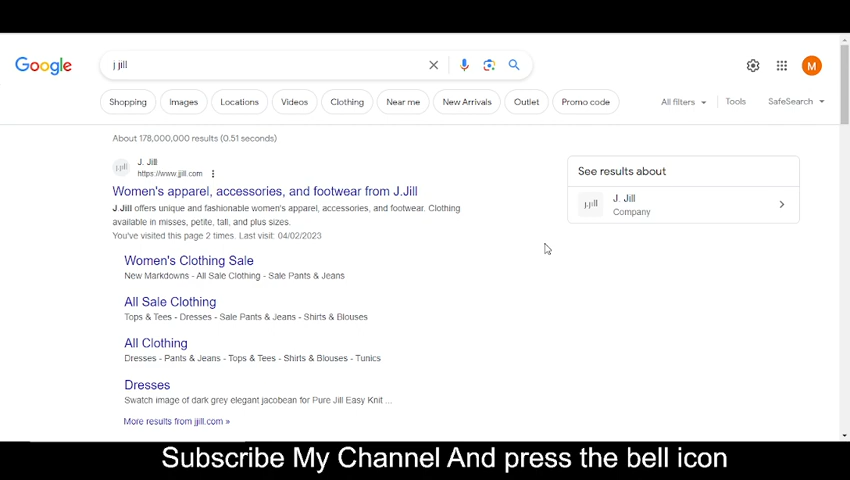 Google
j jill
Shopping
Images
Locations
Videos
Clothing
Near me
New Arrivals
Outlet
Promo code
All filters
Tools
SafeSearch
M
About 178,000,000 results (0.51 seconds)
J. Jill
https://www.jjill.com
Women's apparel, accessories, and footwear from J.Jill
J.Jill offers unique and fashionable women's apparel, accessories, and footwear. Clothing
available in misses, petite, tall, and plus sizes.
You've visited this page 2 times. Last visit: 04/02/2023
Women's Clothing Sale
New Markdowns - All Sale Clothing - Sale Pants & Jeans
All Sale Clothing
Tops & Tees - Dresses - Sale Pants & Jeans - Shirts & Blouses
All Clothing
Dresses - Pants & Jeans - Tops & Tees - Shirts & Blouses - Tunics
Dresses
Swatch image of dark grey elegant jacobean for Pure Jill Easy Knit ...
More results from jjill.com »
See results about
J.Jill
J. Jill
Company
Subscribe My Channel And press the bell icon